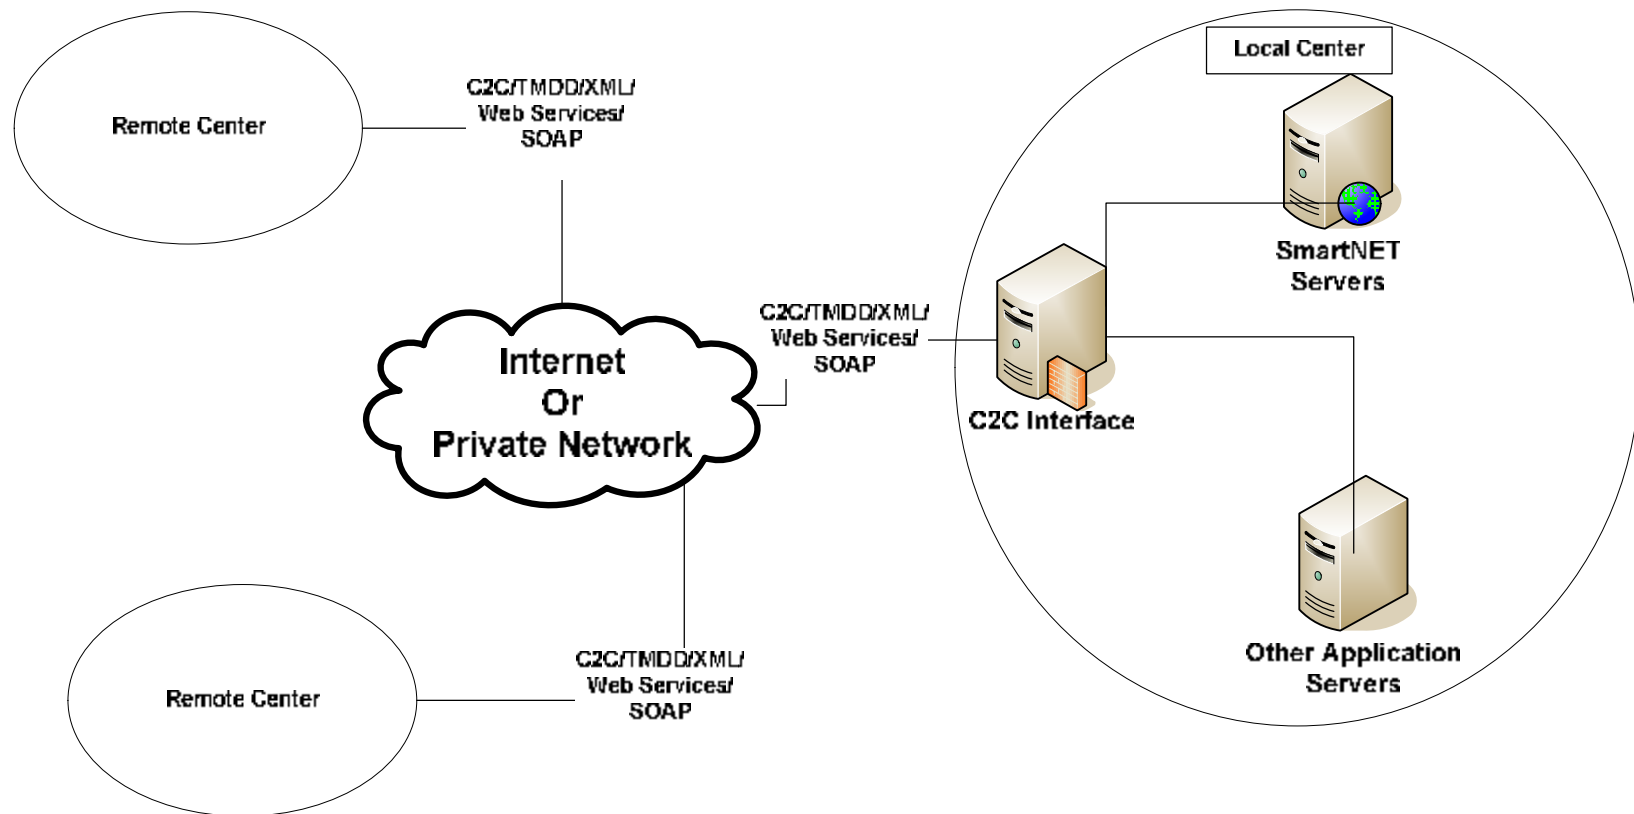 Local Center
Remote Center
C2C/TMDD/XML/
Web Services/
SOAP
SmartNET
Servers
C2C/TMDD/XML/
Web Services/
SOAP
Internet
Or
Private Network
C2C Interface
Other Application
Servers
C2C/TMDD/XML/
Web Services/
SOAP
Remote Center